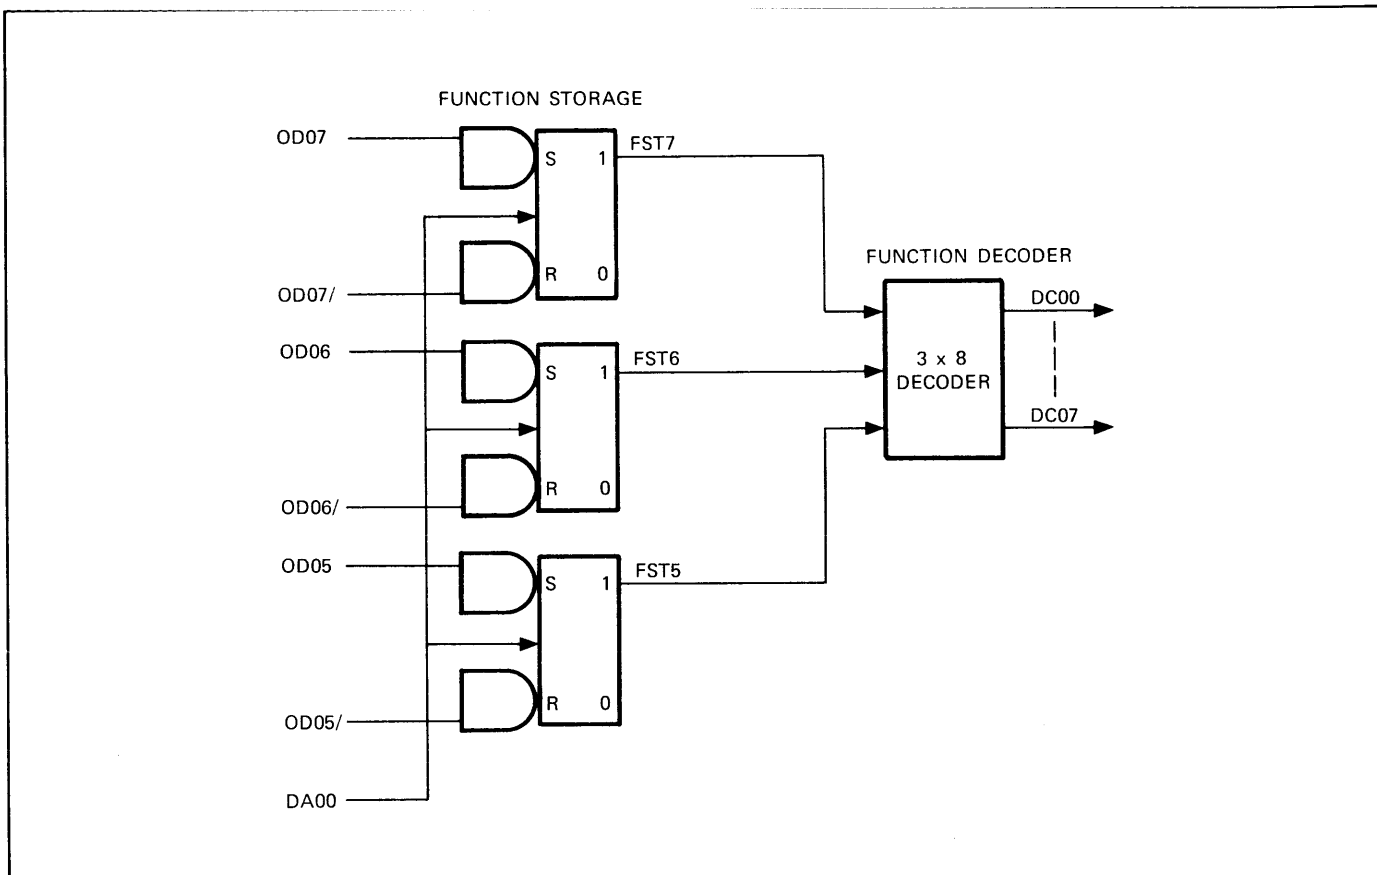 FUNCTION STORAGE
OD07
S 1
FST7
R 0
OD07/
FUNCTION DECODER
DC00
OD06
S 1
FST6
3 x 8
DECODER
DC07
R 0
OD06/
OD05
S 1
FST5
R 0
OD05/
DA00